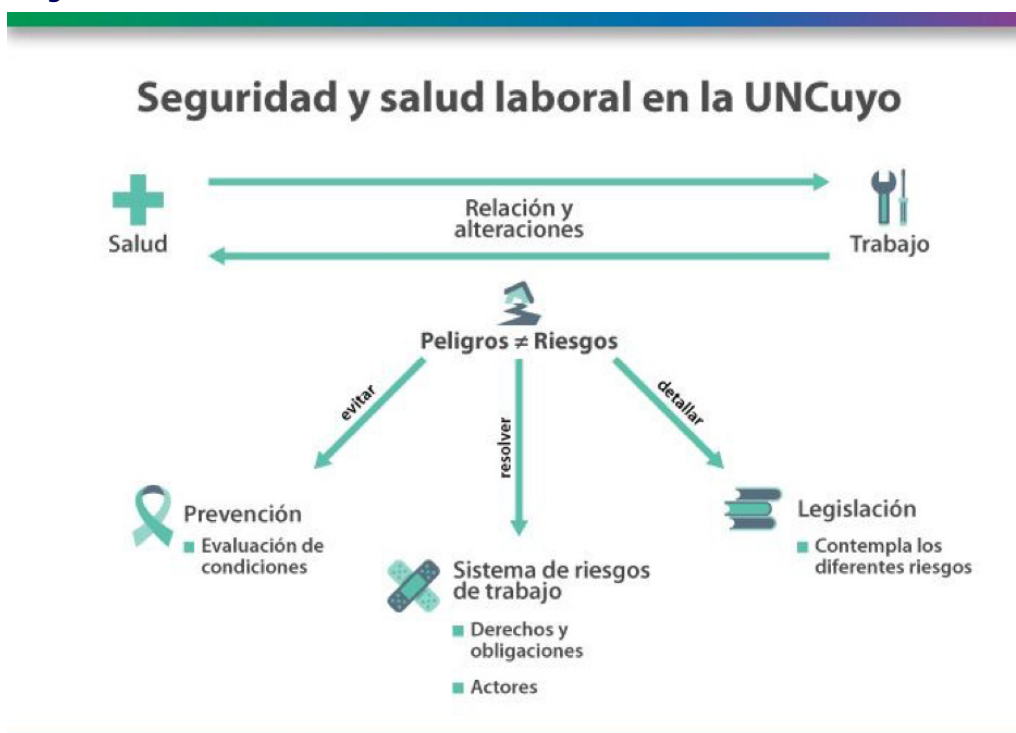 Seguridad y salud laboral en la UNCuyo
Relación y
alteraciones
Salud
Trabajo
Peligros ≠ Riesgos
evitar
resolver
detallar
Prevención
Evaluación de
condiciones
Sistema de riesgos
de trabajo
Derechos y
obligaciones
Actores
Legislación
Contempla los
diferentes riesgos